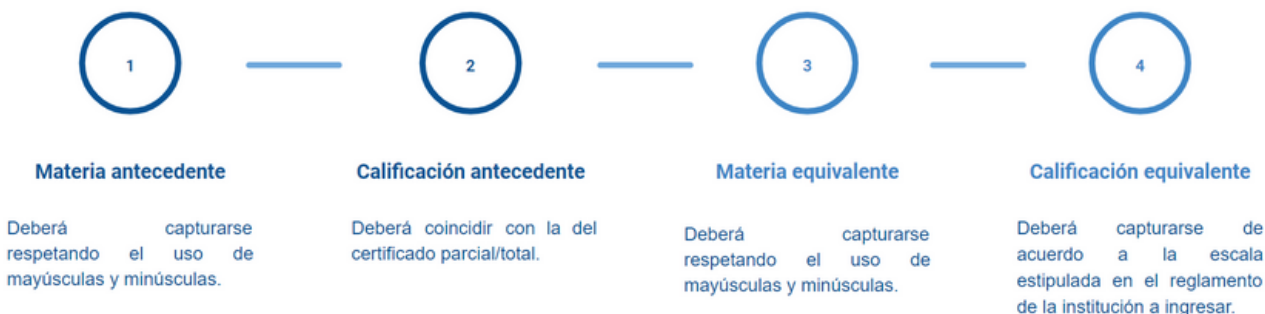 1
2
3
4
Materia antecedente
Calificación antecedente
Materia equivalente
Calificación equivalente
Deberá capturarse
respetando el uso de
mayúsculas y minúsculas.
Deberá coincidir con la del
certificado parcial/total.
Deberá capturarse
respetando el uso de
mayúsculas y minúsculas.
Deberá capturarse de
acuerdo a la escala
estipulada en el reglamento
de la institución a ingresar.